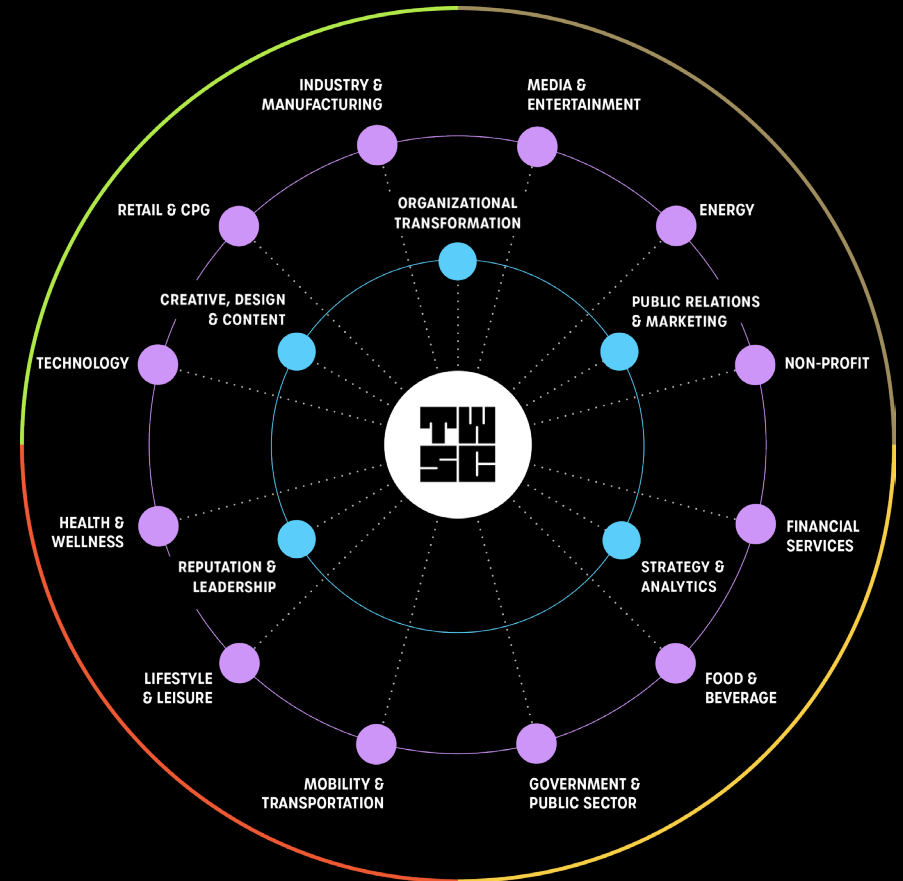 INDUSTRY &
MANUFACTURING
MEDIA &
ENTERTAINMENT
RETAIL & CPG
ORGANIZATIONAL
TRANSFORMATION
ENERGY
CREATIVE, DESIGN
& CONTENT
PUBLIC RELATIONS
& MARKETING
TECHNOLOGY
NON-PROFIT
TW
SC
HEALTH &
WELLNESS
FINANCIAL
SERVICES
REPUTATION &
LEADERSHIP
STRATEGY &
ANALYTICS
LIFESTYLE
& LEISURE
FOOD &
BEVERAGE
MOBILITY &
TRANSPORTATION
GOVERNMENT &
PUBLIC SECTOR